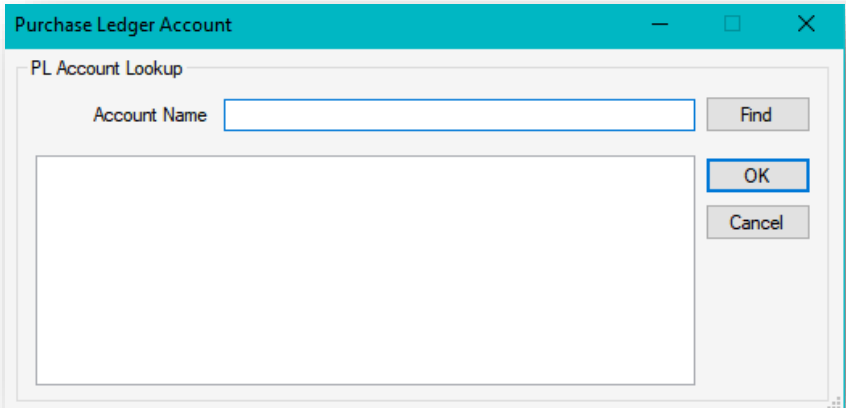 Purchase Ledger Account
PL Account Lookup
Account Name
Find
OK
Cancel